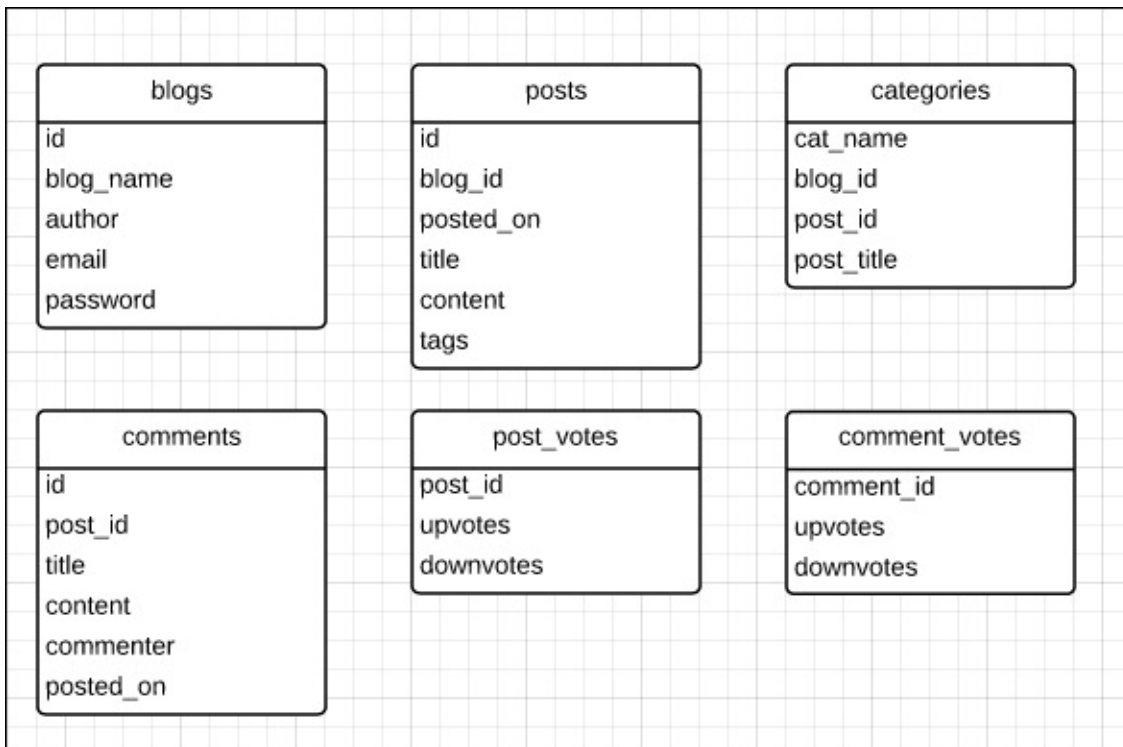 blogs
id
blog_name
author
email
password
posts
id
blog_id
posted_on
title
content
tags
categories
cat_name
blog_id
post_id
post_title
comments
id
post_id
title
content
commenter
posted_on
post_votes
post_id
upvotes
downvotes
comment_votes
comment_id
upvotes
downvotes